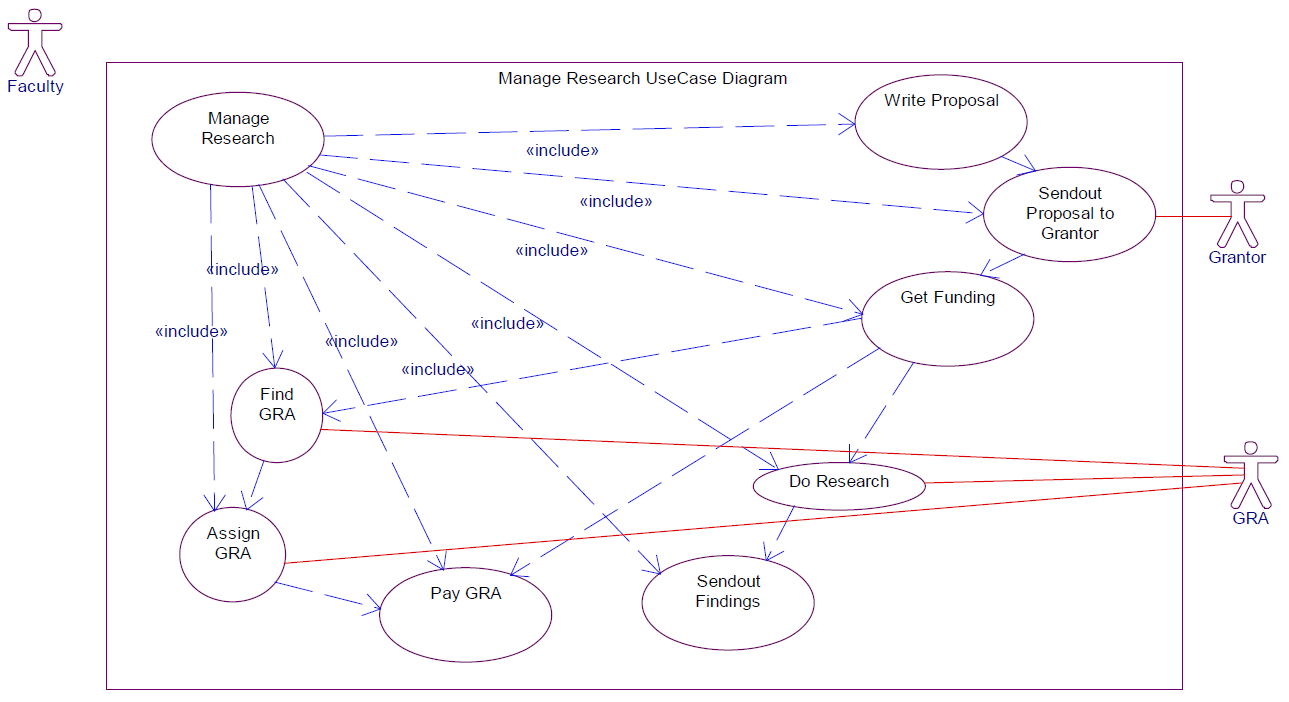 Faculty
Manage Research UseCase Diagram
Manage
Research
Write Proposal
«include»
Sendout
Proposal to
Grantor
«include»
Grantor
«include»
«include»
Get Funding
«include»
«include»
«include»
«include»
Find
GRA
Do Research
GRA
Assign
GRA
Pay GRA
Sendout
Findings